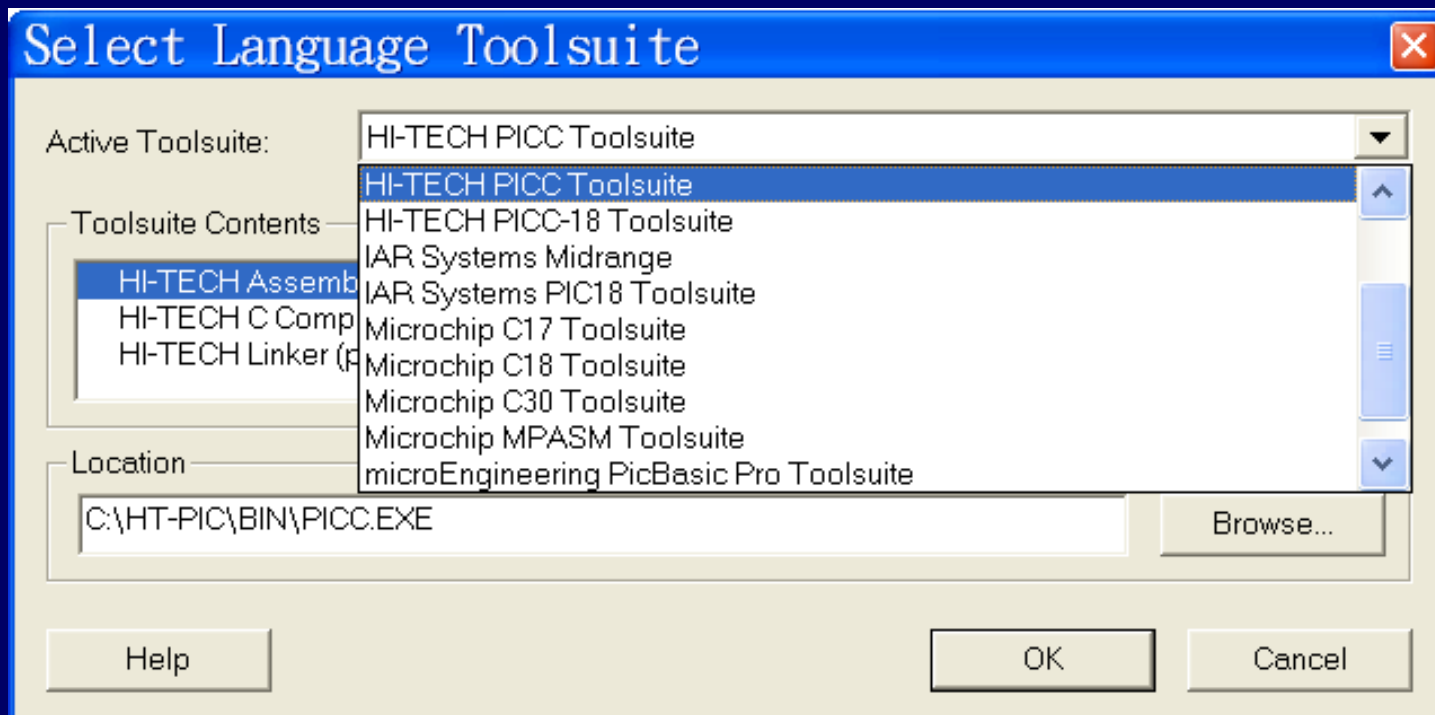 Select Language Toolsuite
Active Toolsuite:
HI-TECH PICC Toolsuite
HI-TECH PICC Toolsuite
HI-TECH PICC-18 Toolsuite
IAR Systems Midrange
IAR Systems PIC18 Toolsuite
Microchip C17 Toolsuite
Microchip C18 Toolsuite
Microchip C30 Toolsuite
Microchip MPASM Toolsuite
microEngineering PicBasic Pro Toolsuite
Toolsuite Contents
HI-TECH Assemb
HI-TECH C Comp
HI-TECH Linker (p
Location
C:\HT-PIC\BIN\PICC.EXE
Browse...
Help
OK
Cancel